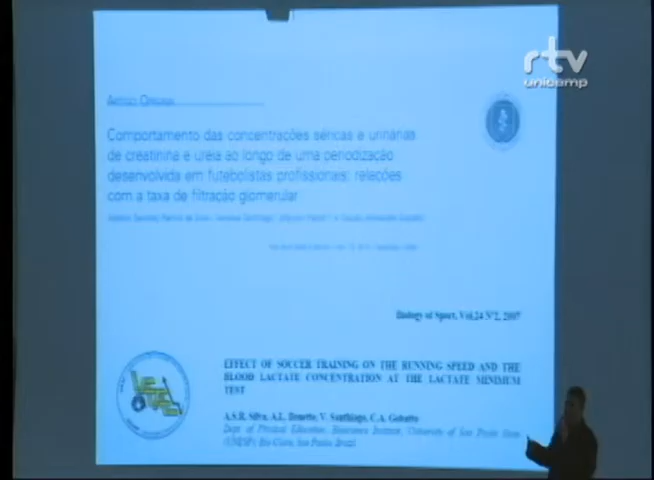 rtv
unicamp
Artigo Original
Comportamento das concentrações séricas e urinárias
de creatinina e uréia ao longo de uma periodização
desenvolvida em futebolistas profissionais: relações
com a taxa de filtração glomerular
Biology of Sport, Vol.24 Nº2, 2007
EFFECT OF SOCCER TRAINING ON THE RUNNING SPEED AND THE
BLOOD LACTATE CONCENTRATION AT THE LACTATE MINIMUM
TEST
A.S.R. Silva, A.L. V. Santhiago, C.A. Gobatto
Dept. of Physical Education, Bioscience Institute, University of Sao Paulo State
(UNESP), Rio Claro, Sao Paulo, Brazil